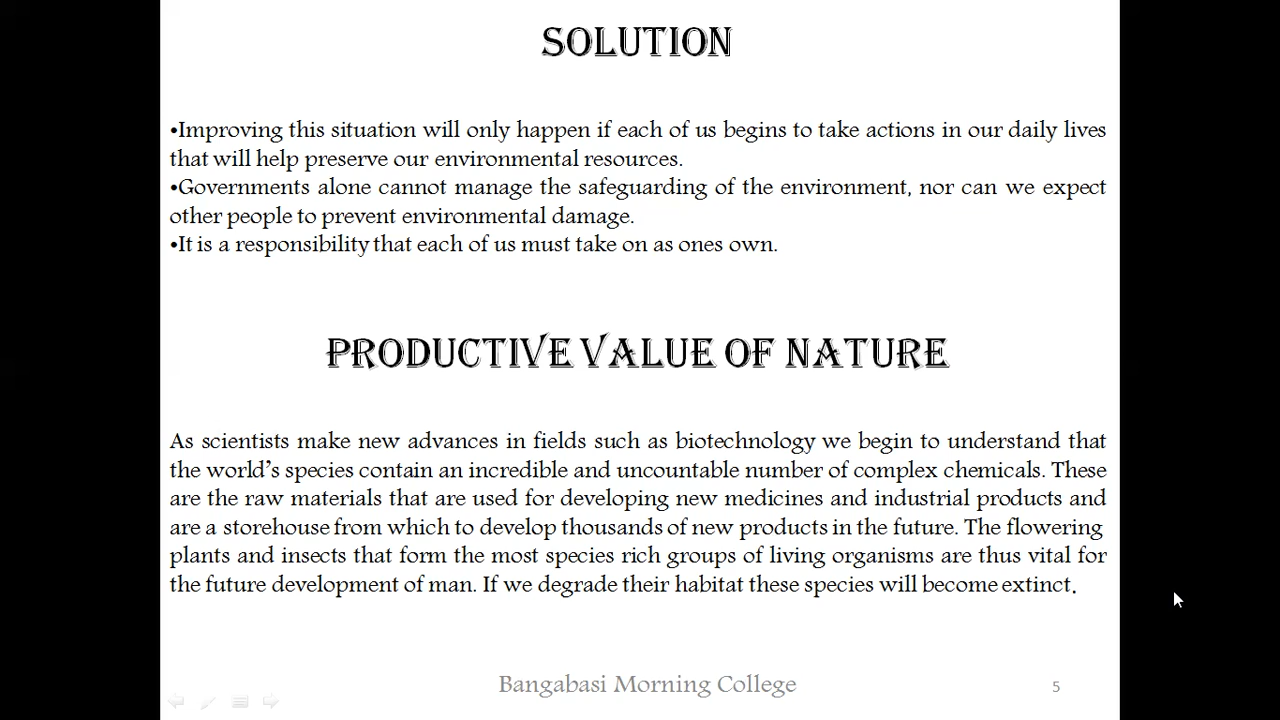 SOLUTION
•Improving this situation will only happen if each of us begins to take actions in our daily lives
that will help preserve our environmental resources.
•Governments alone cannot manage the safeguarding of the environment, nor can we expect
other people to prevent environmental damage.
•It is a responsibility that each of us must take on as ones own.
PRODUCTIVE VALUE OF NATURE
As scientists make new advances in fields such as biotechnology we begin to understand that
the world's species contain an incredible and uncountable number of complex chemicals. These
are the raw materials that are used for developing new medicines and industrial products and
are a storehouse from which to develop thousands of new products in the future. The flowering
plants and insects that form the most species rich groups of living organisms are thus vital for
the future development of man. If we degrade their habitat these species will become extinct.
Bangabasi Morning College
5